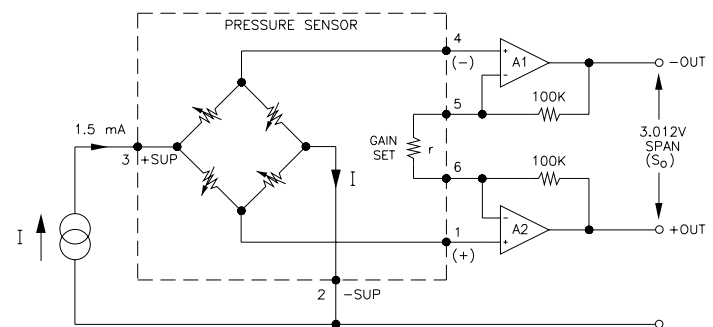 PRESSURE SENSOR
4
(-)
+
A1
-
-OUT
100K
5
1.5 mA
3 +SUP
GAIN
SET
r
3.012V
SPAN
(So)
I
I
6
100K
-
A2
+
+OUT
1
(+)
2 -SUP